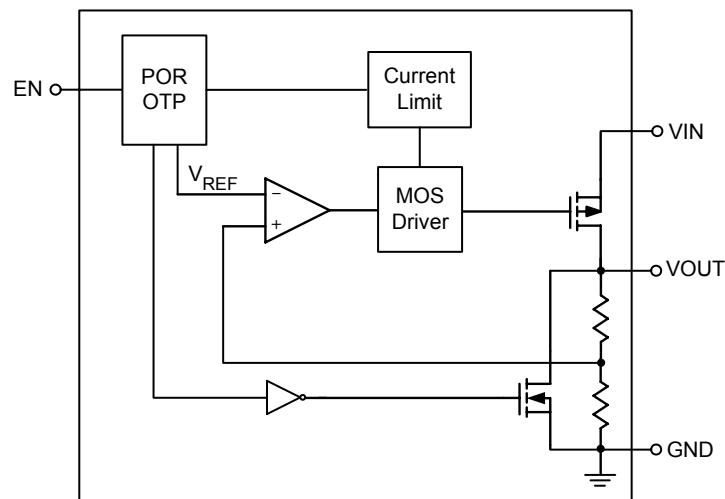 EN
POR
OTP
Current
Limit
VIN
VREF
−
+
MOS
Driver
VOUT
GND